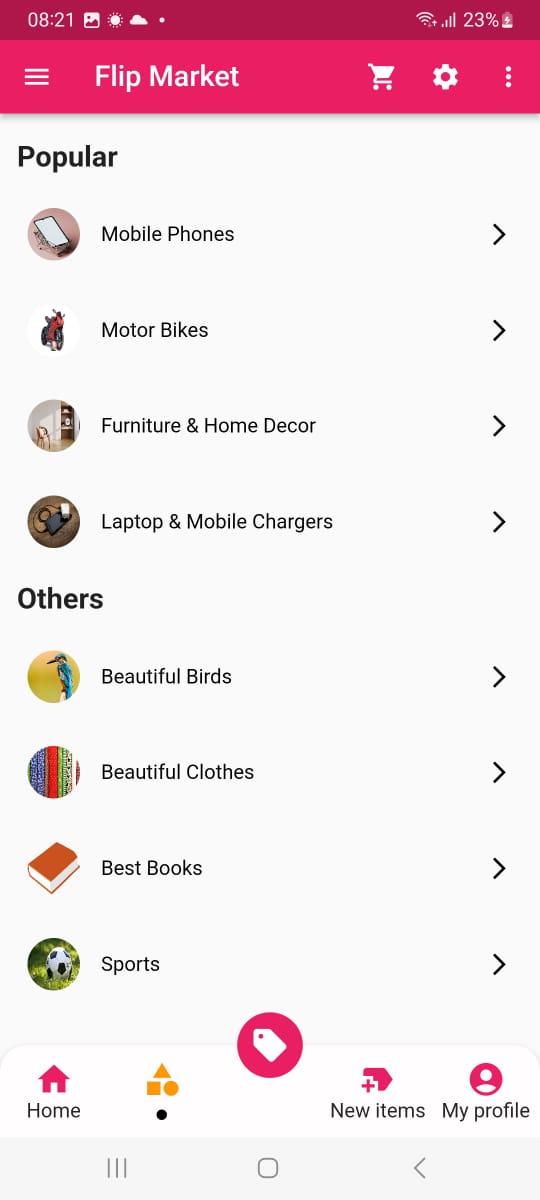 08:21 23%
Flip Market
Popular
Mobile Phones
Motor Bikes
Furniture & Home Decor
Laptop & Mobile Chargers
Others
Beautiful Birds
Beautiful Clothes
Best Books
Sports
Home New items My profile